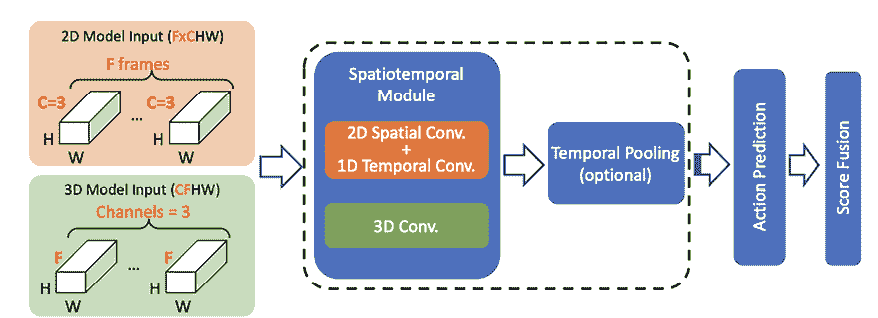 2D Model Input (FxCHW)
F frames
C=3 ... C=3
H H
W W
3D Model Input (CFHW)
Channels = 3
F ... F
H H
W W
Spatiotemporal
Module
2D Spatial Conv.
+
1D Temporal Conv.
3D Conv.
Temporal Pooling
(optional)
Action Prediction
Score Fusion